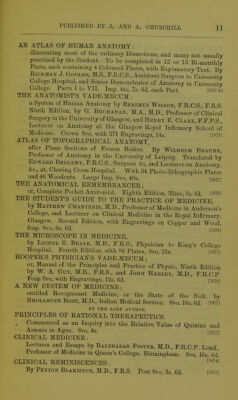 PUBLISHED BY J. AND A. CHURCHILL 11
AN ATLAS OF HUMAN ANATOMY:
illustrating most of the ordinary Dissections, and many not usually
practised by the Student. To be completed in 12 or 13 Bi-monthly
Parts, each containing 4 Coloured Plates, with Explanatory Text. By
RICKMAN J. GODLEE, M.S., F.R.C.S., Assistant Surgeon to University
College Hospital, and Senior Demonstrator of Anatomy in University
College. Parts I to VII. Imp. 4to, 7s. 6d. each Part.
THE ANATOMIST'S VADE-MECUM:
a System of Human Anatomy by ERASMUS WILSON, F.R.C.S., F.R.S.
Ninth Edition, by G. BUCHANAN, M.A., M.D., Professor of Clinical
Surgery in the University of Glasgow, and HENRY E. CLARK, F.F.P.S.,
Lecturer on Anatomy at the Glasgow Royal Infirmary School of
Medicine. Crown 8vo, with 371 Engravings, 14s. [1873]
ATLAS OF TOPOGRAPHICAL ANATOMY,
after Plane Sections of Frozen Bodies. By WILHELM BRAUNE,
Professor of Anatomy in the University of Leipzig. Translated by
EDWARD BELLAMY, F.R.C.S., Surgeon to, and Lecturer on Anatomy,
&c., at, Charing Cross Hospital. With 34 Photo-lithographic Plates
and 46 Woodcuts. Large Imp. 8vo, 40s. [1877]
THE ANATOMICAL REMEMBRANCER;
or, Complete Pocket Anatomist. Eighth Edition, 32mo, 3s. 6d. [1876]
THE STUDENT'S GUIDE TO THE PRACTICE OF MEDICINE,
by MATTHEW CHARTERIS, M.D., Professor of Medicine in Anderson's
College, and Lecturer on Clinical Medicine in the Royal Infirmary,
Glasgow. Second Edition, with Engravings on Copper and Wood,
fcap. 8vo, 6s. 6d.
THE MICROSCOPE IN MEDICINE,
by LIONEL S. BEALE, M.B., F.R.S., Physician to King's College
Hospital. Fourth Edition, with 86 Plates, 8vo, 21s. [1877]
HOOPER'S PHYSICIAN'S VADE-MECUM;
or, Manual of the Principles and Practice of Physic, Ninth Edition
by W. A. GUY, M.B., F.R.S., and JOHN HARLEY, M.D., F.R.C.P.
Fcap 8vo, with Engravings, 12s. 6d. [1874]
A NEW SYSTEM OF MEDICINE;
entitled Recognisant Medicine, or the State of the Sick, by
BHOLANOTH BOSE, M.D., Indian Medical Service. 8vo, 10s. 6d. [1877]
BY THE SAME AUTHOR.
PRINCIPLES OF RATIONAL THERAPEUTICS.
Commenced as an Inquiry into the Relative Value of Quinine and
Arsenic in Ague. 8vo, [1877]
CLINICAL MEDICINE:
Lectures and Essays by BALTHAZAR FOSTER, M.D., F.R.C.P. Lond.,
Professor of Medicine in Queen's College, Birmingham. 8vo, 10s. 6d.
CLINICAL REMINISCENCES:
By PEYTON BLAKISTON, M.D., F.R.S. Post 8vo, 3s. 6d.